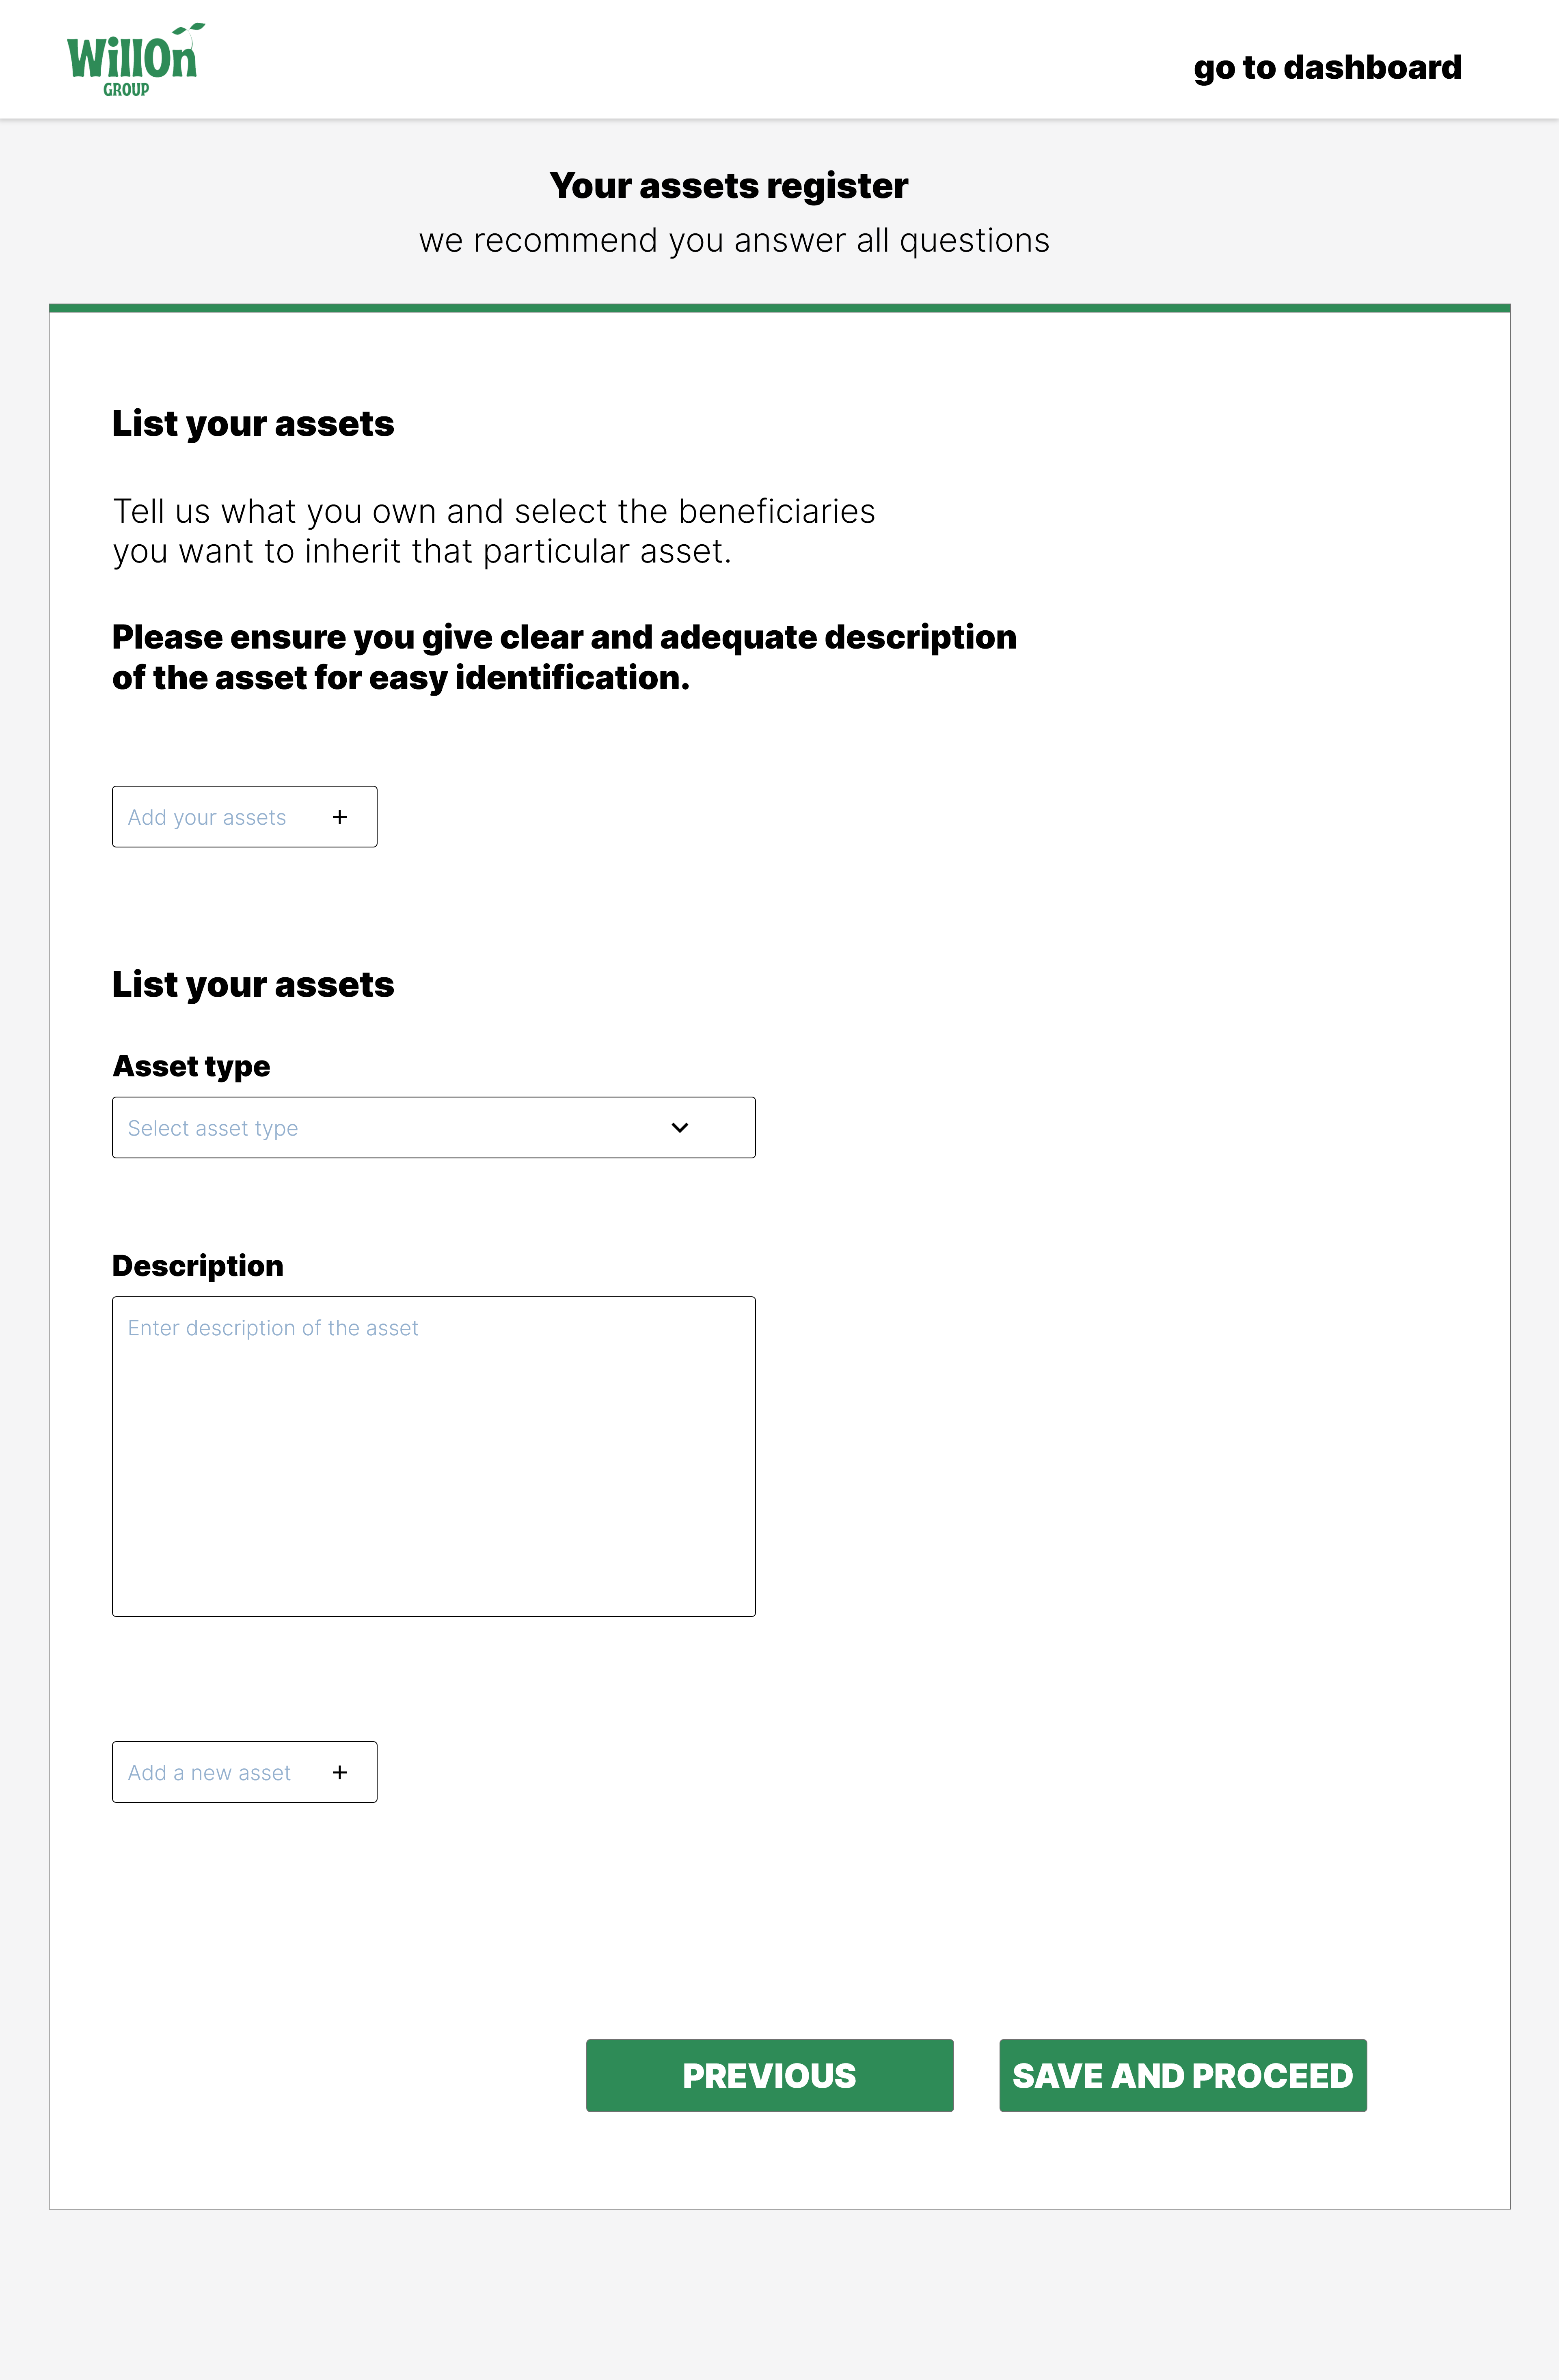 WillOn
GROUP
go to dashboard
Your assets register
we recommend you answer all questions
List your assets
Tell us what you own and select the beneficiaries
you want to inherit that particular asset.
Please ensure you give clear and adequate description
of the asset for easy identification.
Add your assets +
List your assets
Asset type
Select asset type
Description
Enter description of the asset
Add a new asset +
PREVIOUS
SAVE AND PROCEED